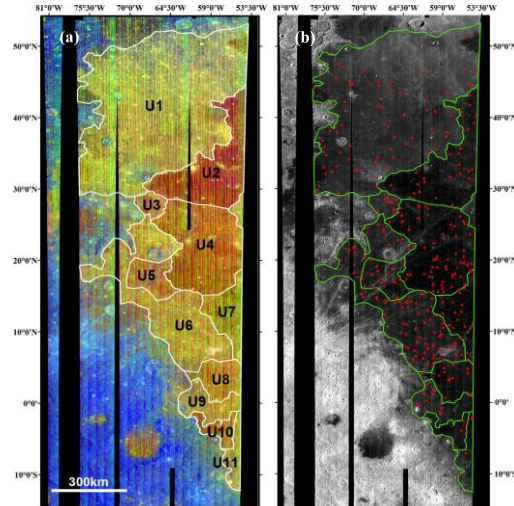 81°0'W 75°30'W 70°0'W 64°30'W 59°0'W 53°30'W 81°0'W 75°30'W 70°0'W 64°30'W 59°0'W 53°30'W
(a) (b)
50°0'N 50°0'N
U1
40°0'N 40°0'N
U2
30°0'N 30°0'N
U3
U4
20°0'N 20°0'N
U5
U7
U6
10°0'N 10°0'N
U8
U9
0°0'N 0°0'N
U10
U11
10°0'S 10°0'S
300km